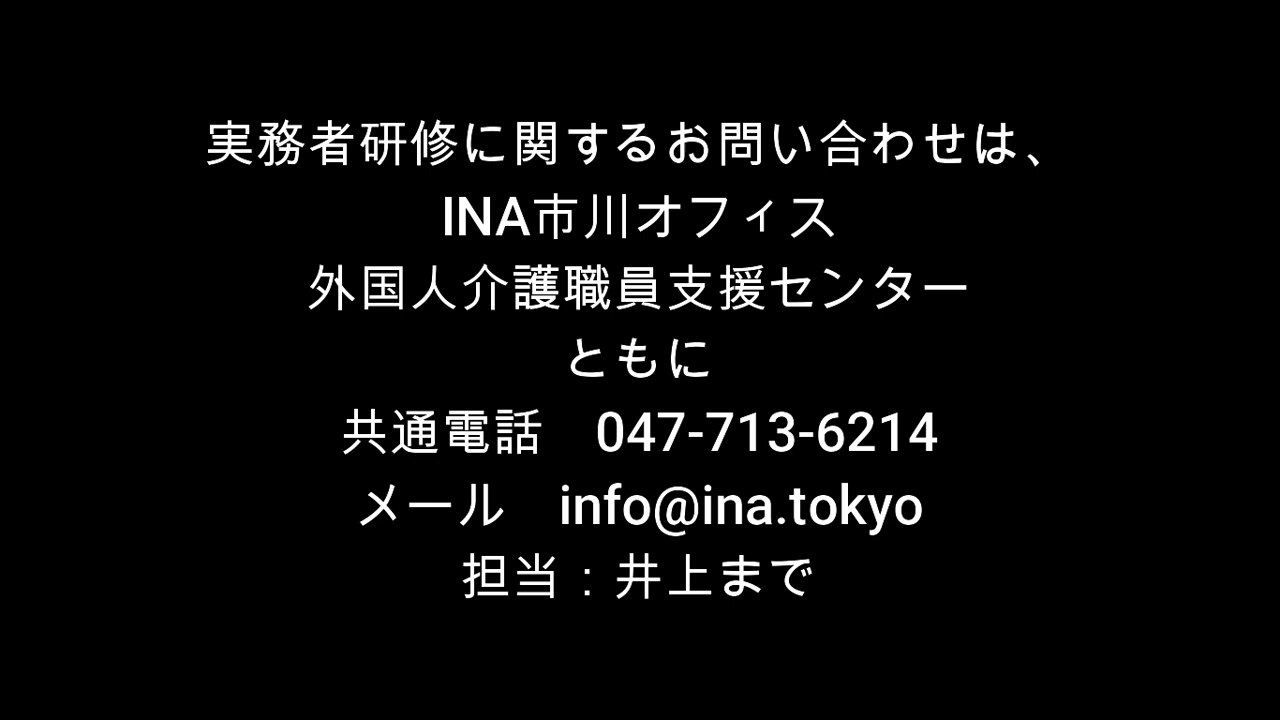 実務者研修に関するお問い合わせは、
INA市川オフィス
外国人介護職員支援センター
ともに
共通電話　047-713-6214
メール　info@ina.tokyo
担当：井上まで